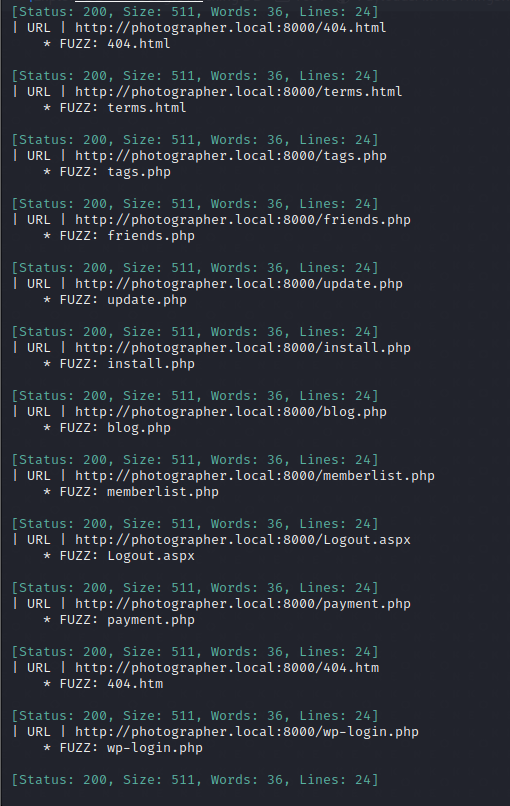 [Status: 200, Size: 511, Words: 36, Lines: 24]
| URL | http://photographer.local:8000/404.html
* FUZZ: 404.html
[Status: 200, Size: 511, Words: 36, Lines: 24]
| URL | http://photographer.local:8000/terms.html
* FUZZ: terms.html
[Status: 200, Size: 511, Words: 36, Lines: 24]
| URL | http://photographer.local:8000/tags.php
* FUZZ: tags.php
[Status: 200, Size: 511, Words: 36, Lines: 24]
| URL | http://photographer.local:8000/friends.php
* FUZZ: friends.php
[Status: 200, Size: 511, Words: 36, Lines: 24]
| URL | http://photographer.local:8000/update.php
* FUZZ: update.php
[Status: 200, Size: 511, Words: 36, Lines: 24]
| URL | http://photographer.local:8000/install.php
* FUZZ: install.php
[Status: 200, Size: 511, Words: 36, Lines: 24]
| URL | http://photographer.local:8000/blog.php
* FUZZ: blog.php
[Status: 200, Size: 511, Words: 36, Lines: 24]
| URL | http://photographer.local:8000/memberlist.php
* FUZZ: memberlist.php
[Status: 200, Size: 511, Words: 36, Lines: 24]
| URL | http://photographer.local:8000/Logout.aspx
* FUZZ: Logout.aspx
[Status: 200, Size: 511, Words: 36, Lines: 24]
| URL | http://photographer.local:8000/payment.php
* FUZZ: payment.php
[Status: 200, Size: 511, Words: 36, Lines: 24]
| URL | http://photographer.local:8000/404.htm
* FUZZ: 404.htm
[Status: 200, Size: 511, Words: 36, Lines: 24]
| URL | http://photographer.local:8000/wp-login.php
* FUZZ: wp-login.php
[Status: 200, Size: 511, Words: 36, Lines: 24]